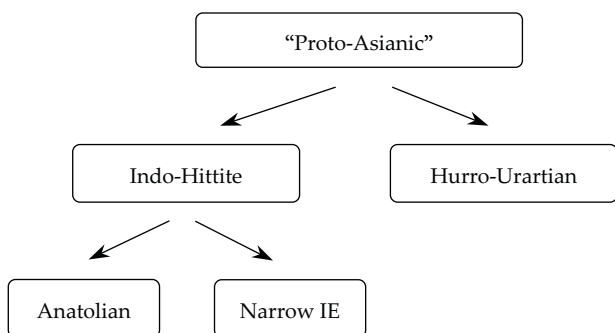 “Proto-Asianic”
Indo-Hittite
Hurro-Urartian
Anatolian
Narrow IE